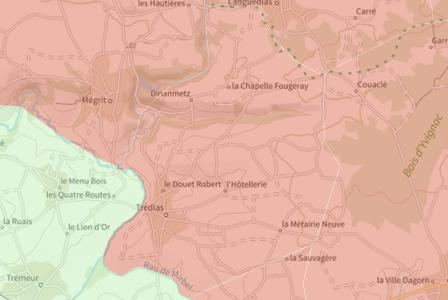 les Hautières
Languédias
Carré
Garr
Couaclé
la Chapelle Fougeray
Dinanmetz
Mégrit
Bois d'Yvignac
é
le Menu Bois
le Douet Robert
l'Hôtellerie
les Quatre Routes
Trédias
la Ruais
le Lion d'Or
la Métairie Neuve
la Sauvagère
Rau de Mirbel
Trémeur
la Ville Dagorn